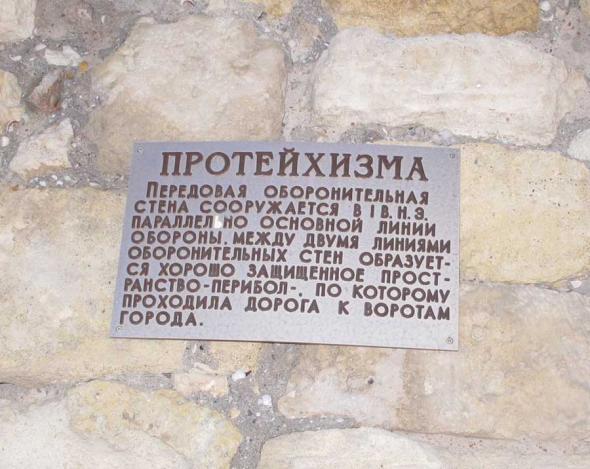 ПРОТЕЙХИЗМА
ПЕРЕДОВАЯ ОБОРОНИТЕЛЬНАЯ
СТЕНА СООРУЖАЕТСЯ В I В. Н. Э.
ПАРАЛЛЕЛЬНО ОСНОВНОЙ ЛИНИИ
ОБОРОНЫ. МЕЖДУ ДВУМЯ ЛИНИЯМИ
ОБОРОНИТЕЛЬНЫХ СТЕН ОБРАЗУЕТ-
СЯ ХОРОШО ЗАЩИЩЕННОЕ ПРОСТ-
РАНСТВО-ПЕРИБОЛ-, ПО КОТОРОМУ
ПРОХОДИЛА ДОРОГА К ВОРОТАМ
ГОРОДА.